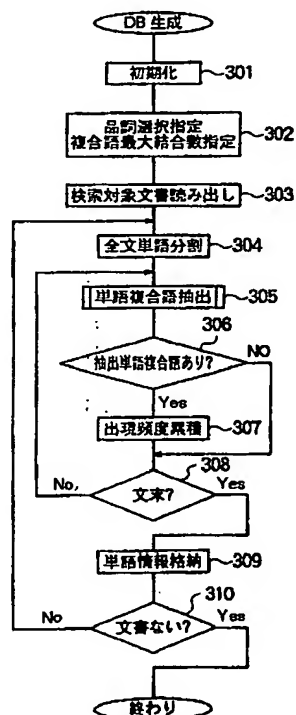 DB 生成
初期化 301
品詞選択指定
複合語最大結合数指定 302
検索対象文書読み出し 303
全文単語分割 304
単語複合語抽出 305
306
抽出単語複合語あり? NO
Yes
出現頻度累積 307
308
No, 文末? Yes
単語情報格納 309
310
No 文書ない? Yes
終わり